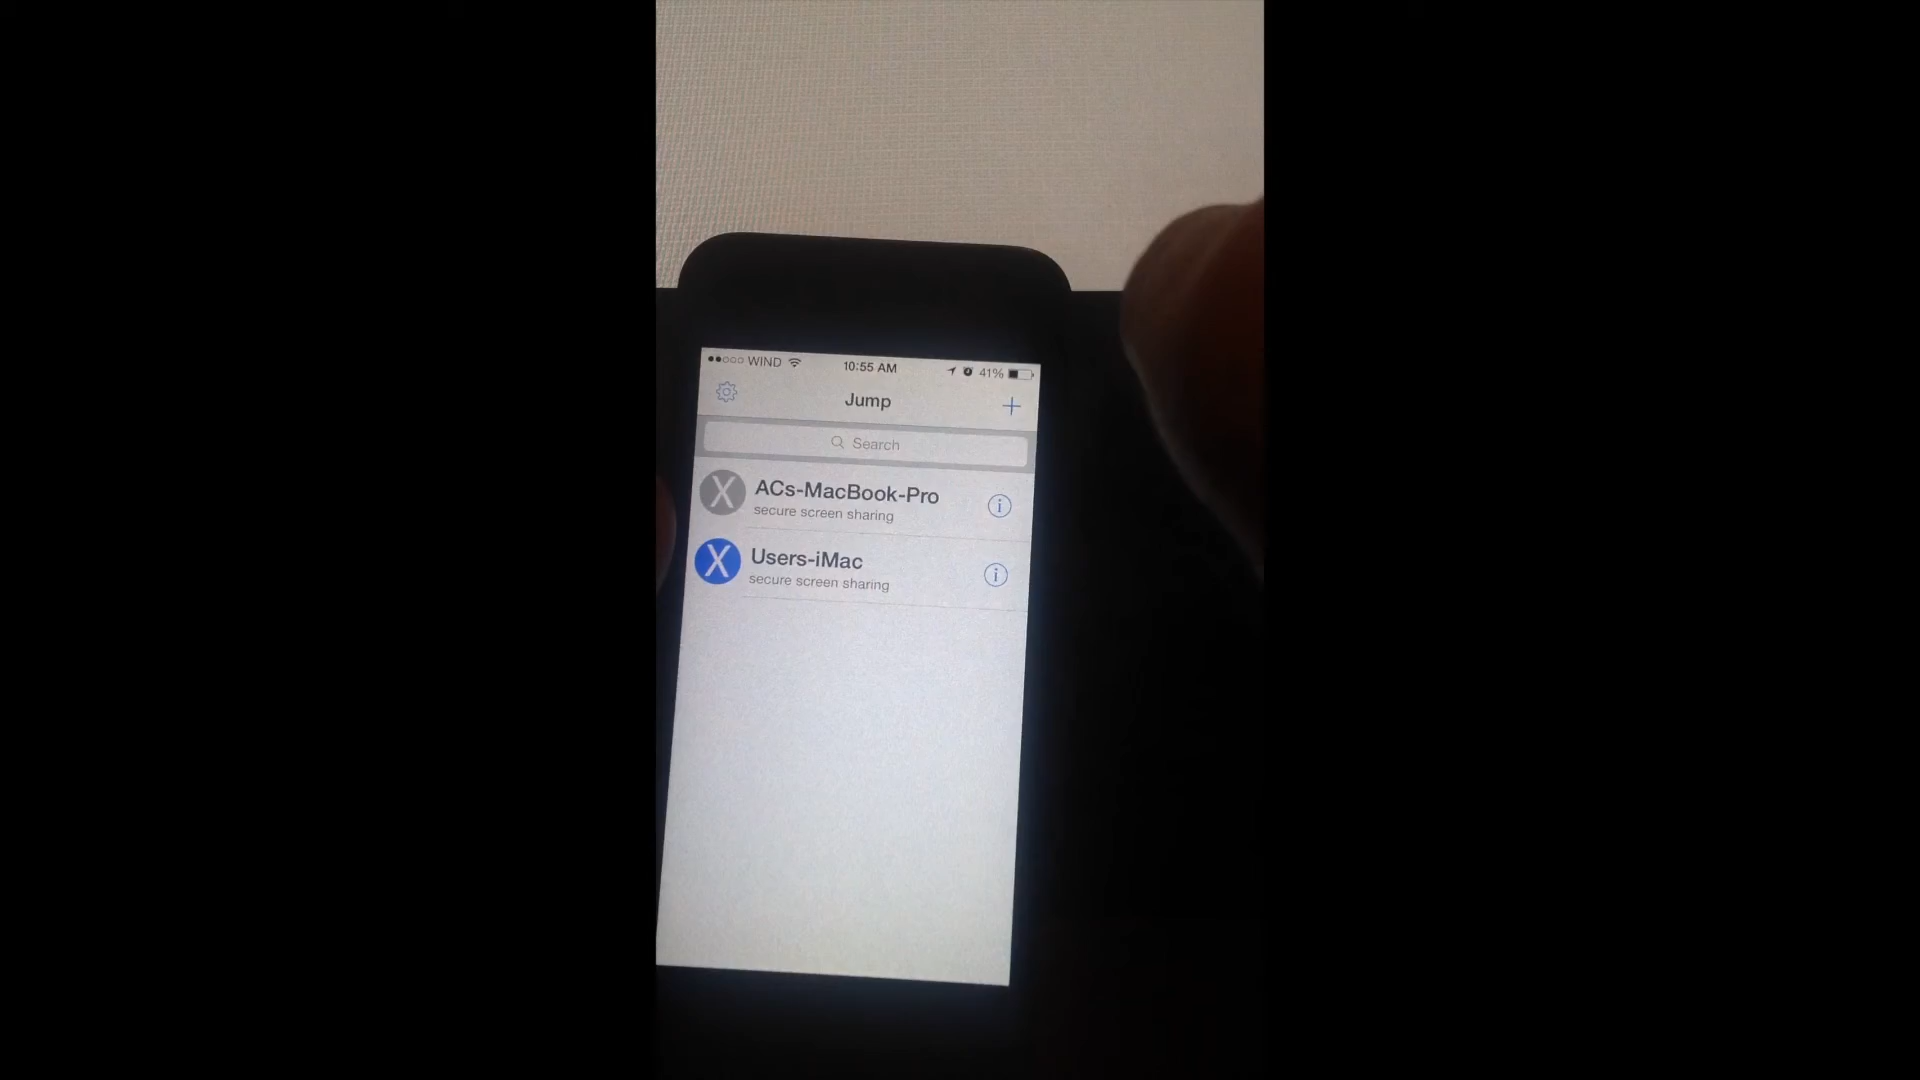 WIND 10:55 AM 41%
Jump
Search
X ACs-MacBook-Pro
secure screen sharing
X Users-iMac
secure screen sharing